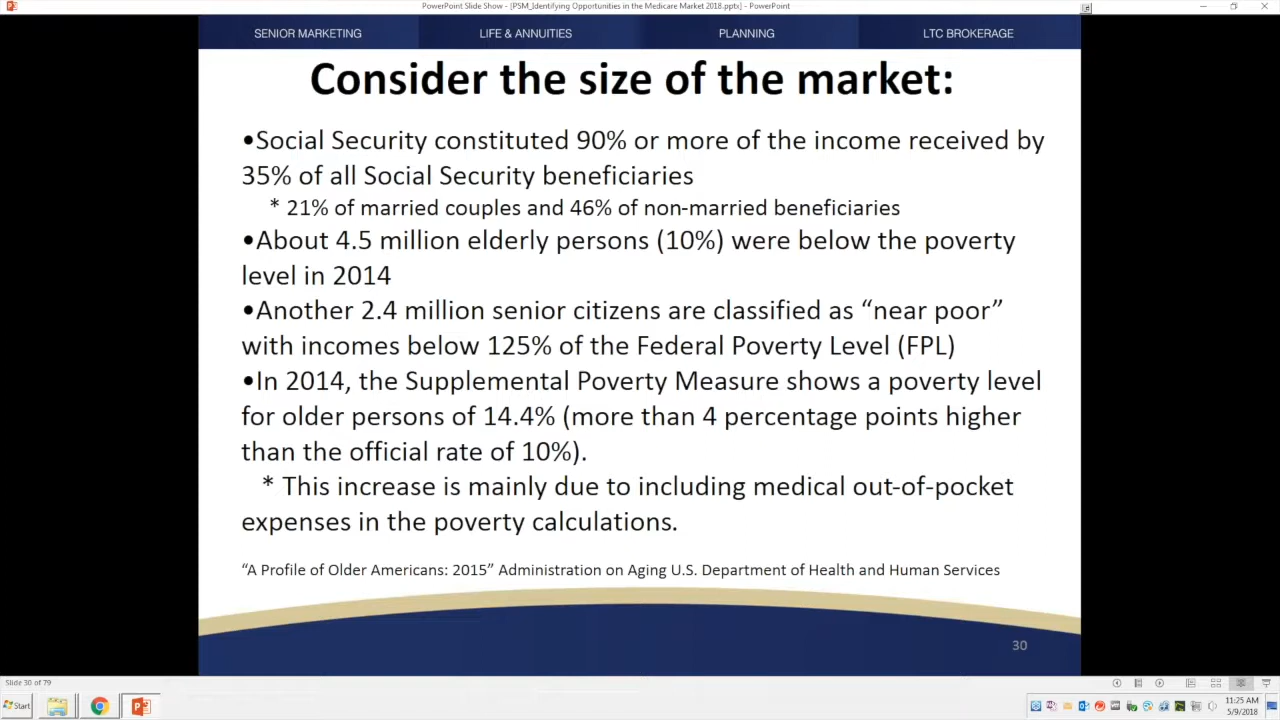 PowerPoint Slide Show - [PSM_Identifying Opportunities in the Medicare Market 2018.pptx] - PowerPoint
SENIOR MARKETING LIFE & ANNUITIES PLANNING LTC BROKERAGE
Consider the size of the market:
•Social Security constituted 90% or more of the income received by
35% of all Social Security beneficiaries
* 21% of married couples and 46% of non-married beneficiaries
•About 4.5 million elderly persons (10%) were below the poverty
level in 2014
•Another 2.4 million senior citizens are classified as “near poor”
with incomes below 125% of the Federal Poverty Level (FPL)
•In 2014, the Supplemental Poverty Measure shows a poverty level
for older persons of 14.4% (more than 4 percentage points higher
than the official rate of 10%).
* This increase is mainly due to including medical out-of-pocket
expenses in the poverty calculations.
“A Profile of Older Americans: 2015” Administration on Aging U.S. Department of Health and Human Services
30
Slide 30 of 79
Start
11:25 AM
5/9/2018